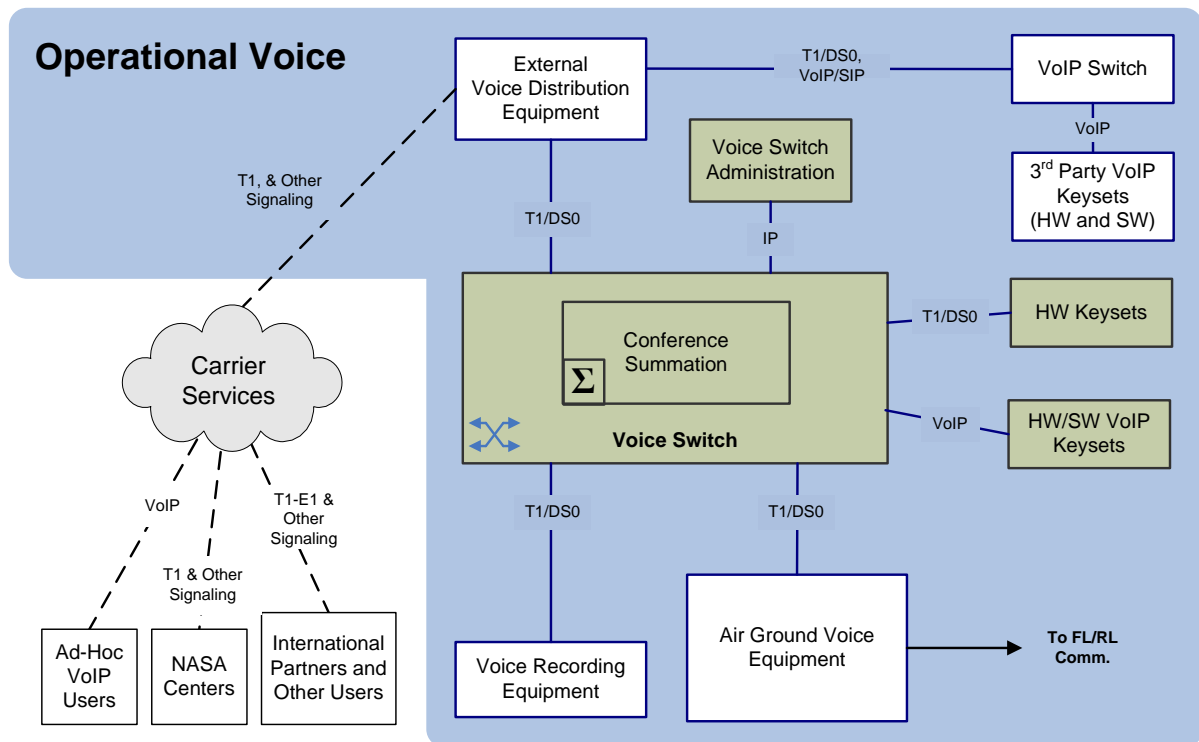 Operational Voice
External
Voice Distribution
Equipment
T1/DS0,
VoIP/SIP
VoIP Switch
VoIP
3rd Party VoIP
Keysets
(HW and SW)
Voice Switch
Administration
T1, & Other
Signaling
T1/DS0
IP
Conference
Summation
Σ
Voice Switch
T1/DS0
HW Keysets
VoIP
HW/SW VoIP
Keysets
Carrier
Services
VoIP
T1 & Other
Signaling
T1-E1 &
Other
Signaling
T1/DS0
T1/DS0
Ad-Hoc
VoIP
Users
NASA
Centers
International
Partners and
Other Users
Voice Recording
Equipment
Air Ground Voice
Equipment
To FL/RL
Comm.